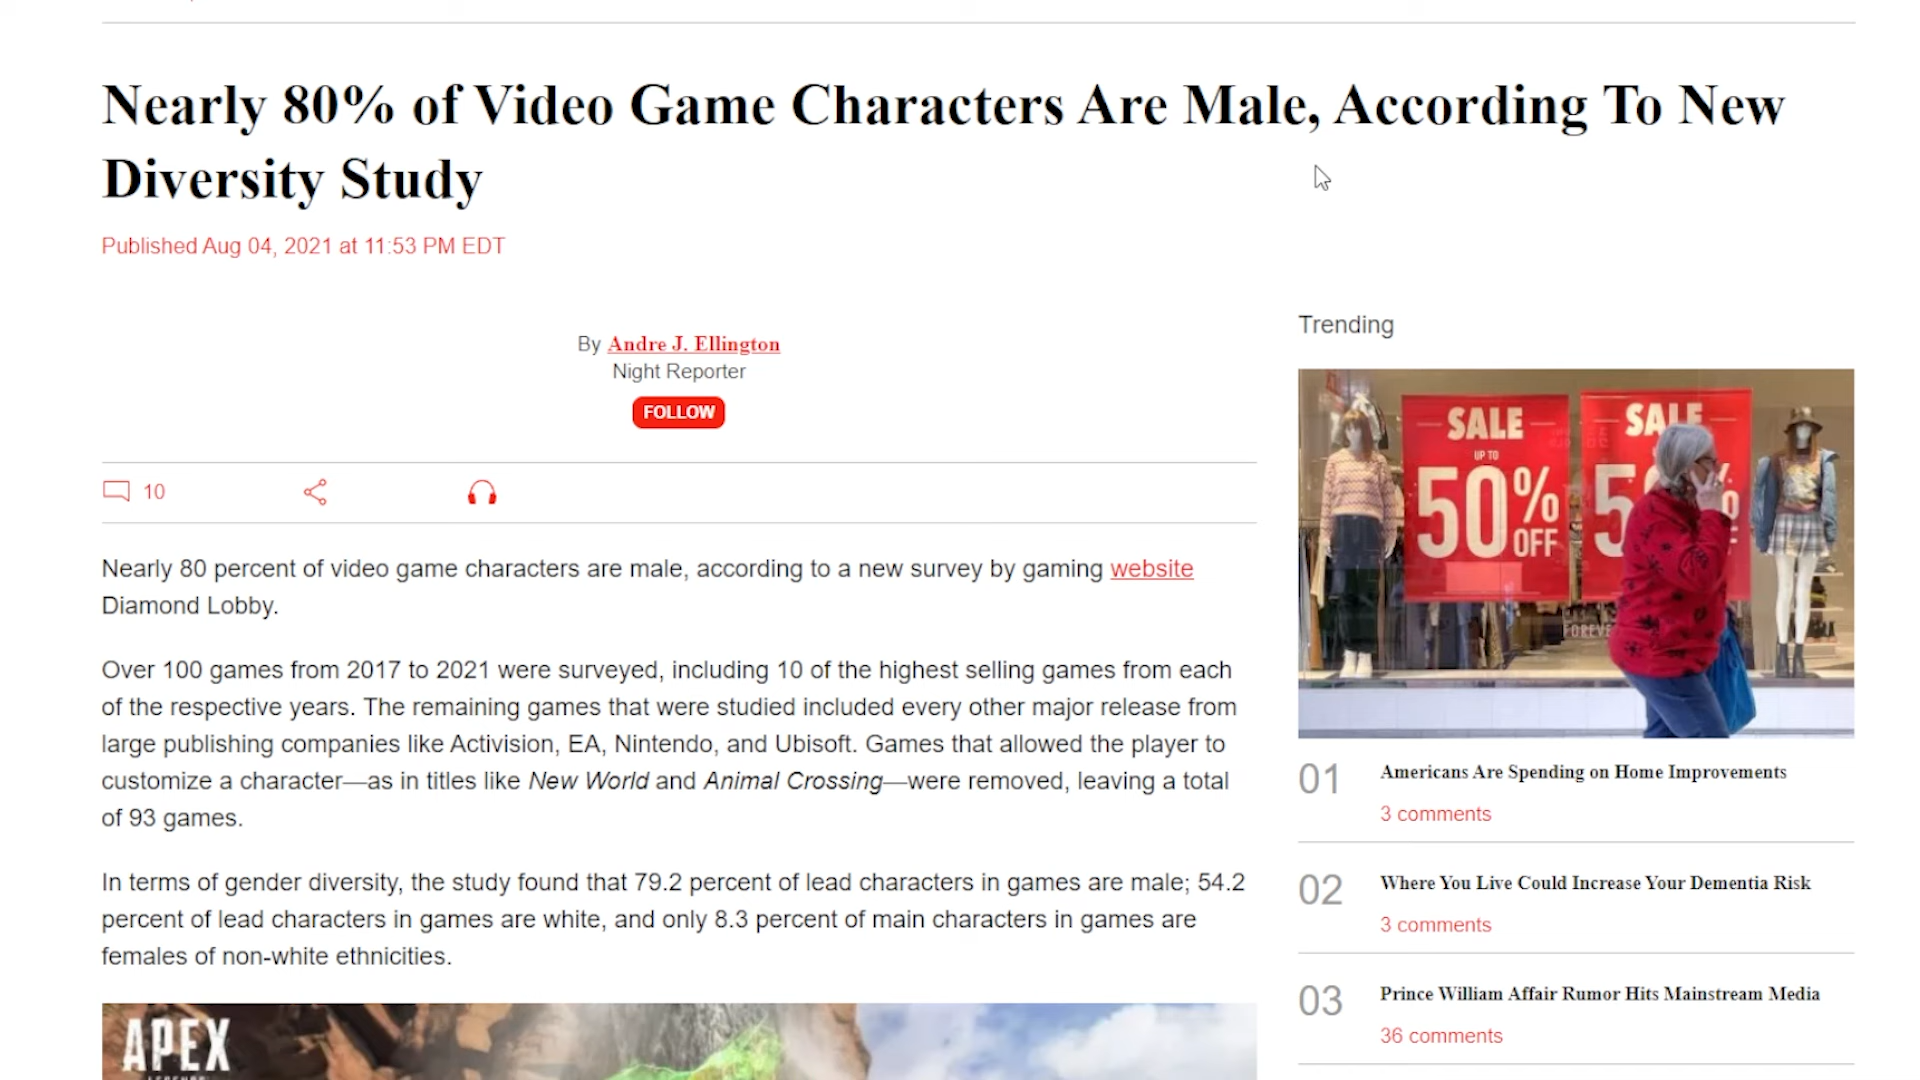 Nearly 80% of Video Game Characters Are Male, According To New
Diversity Study
Published Aug 04, 2021 at 11:53 PM EDT
By Andre J. Ellington
Night Reporter
FOLLOW
10
Nearly 80 percent of video game characters are male, according to a new survey by gaming website
Diamond Lobby.
Over 100 games from 2017 to 2021 were surveyed, including 10 of the highest selling games from each
of the respective years. The remaining games that were studied included every other major release from
large publishing companies like Activision, EA, Nintendo, and Ubisoft. Games that allowed the player to
customize a character—as in titles like New World and Animal Crossing—were removed, leaving a total
of 93 games.
In terms of gender diversity, the study found that 79.2 percent of lead characters in games are male; 54.2
percent of lead characters in games are white, and only 8.3 percent of main characters in games are
females of non-white ethnicities.
APEX
Trending
SALE
UP TO
50%
OFF
SALE
FOREVE
01
Americans Are Spending on Home Improvements
3 comments
02
Where You Live Could Increase Your Dementia Risk
3 comments
03
Prince William Affair Rumor Hits Mainstream Media
36 comments